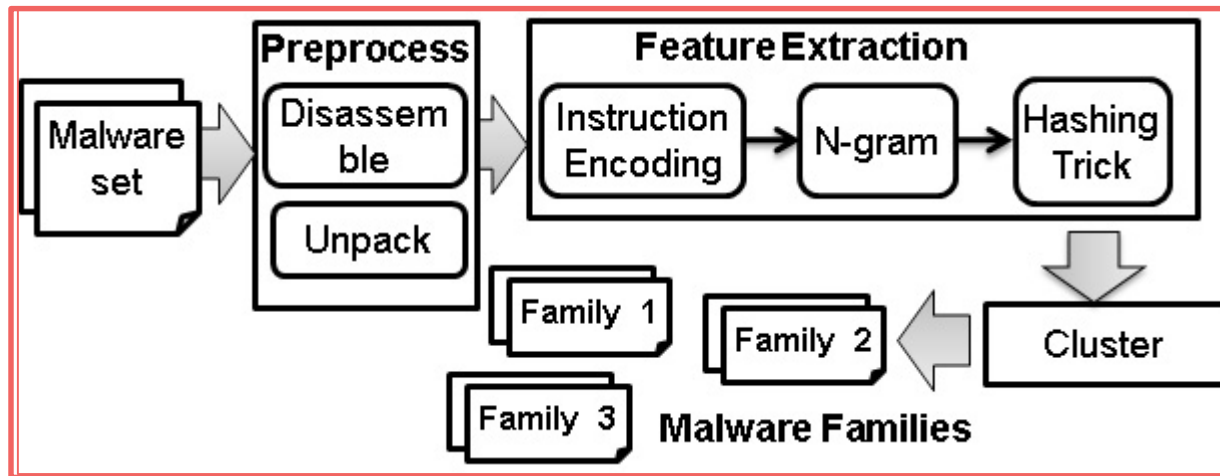 Malware
set
Preprocess
Disassem
ble
Unpack
Feature Extraction
Instruction
Encoding
N-gram
Hashing
Trick
Cluster
Family 1
Family 2
Family 3
Malware Families